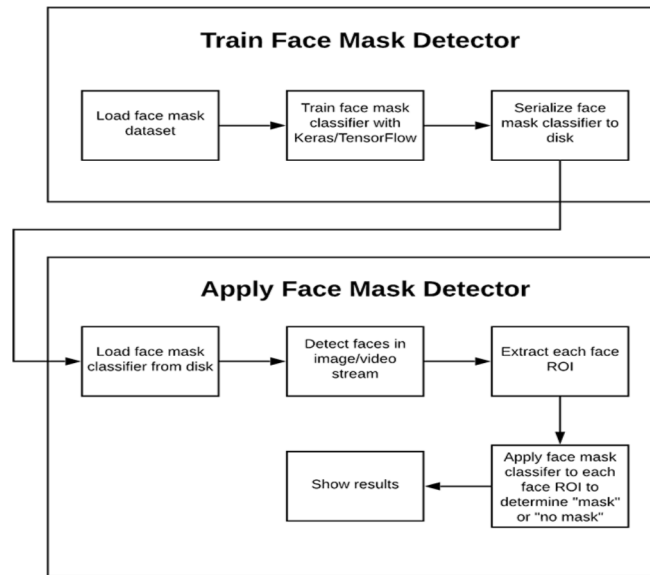 Train Face Mask Detector
Load face mask
dataset
Train face mask
classifier with
Keras/TensorFlow
Serialize face
mask classifier to
disk
Apply Face Mask Detector
Load face mask
classifier from disk
Detect faces in
image/video
stream
Extract each face
ROI
Apply face mask
classifer to each
face ROI to
determine "mask"
or "no mask"
Show results